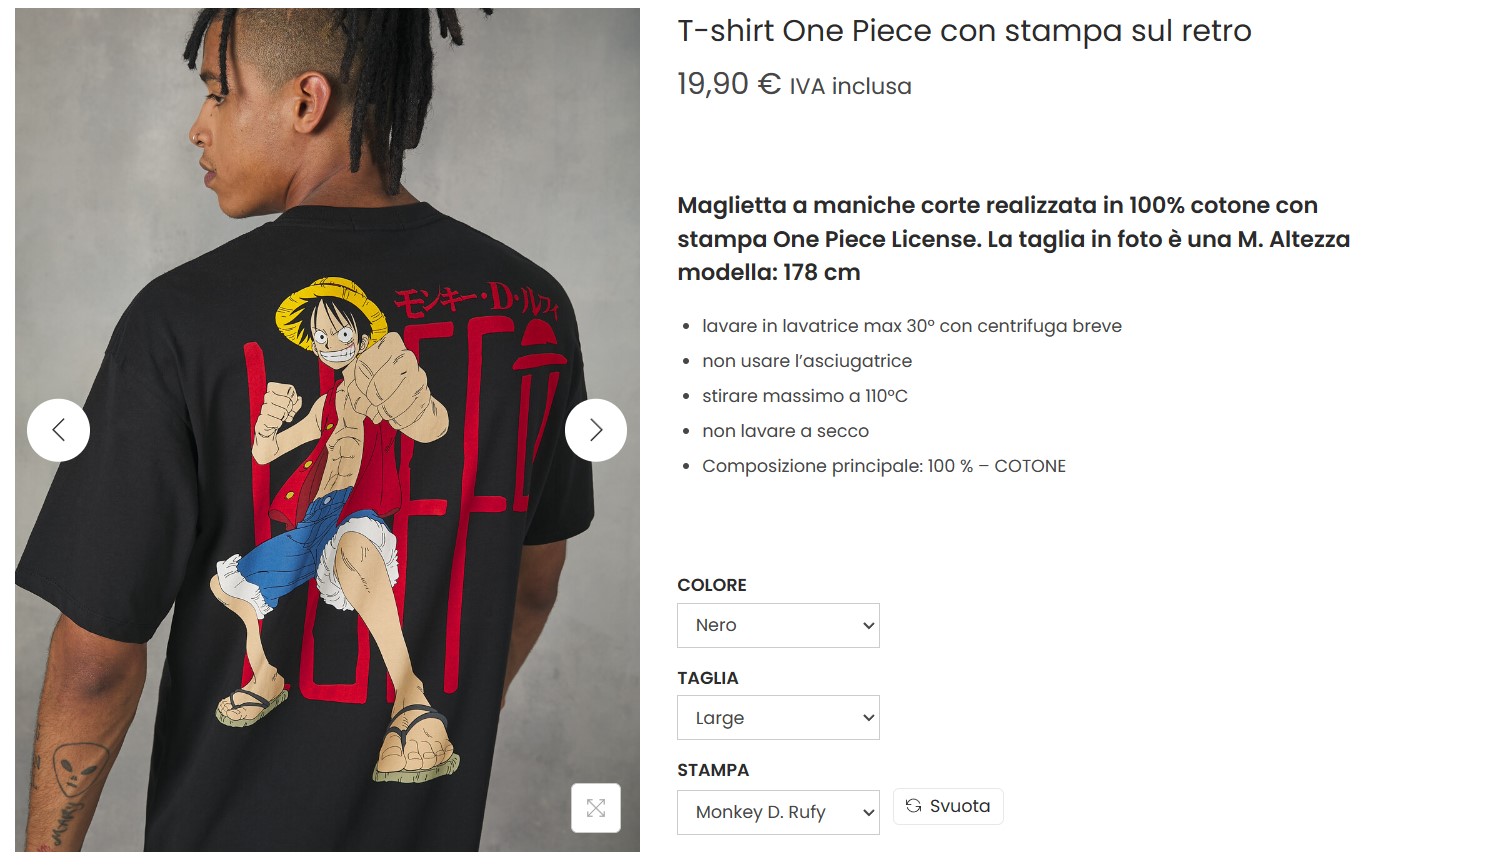 T-shirt One Piece con stampa sul retro
19,90 € IVA inclusa
Maglietta a maniche corte realizzata in 100% cotone con
stampa One Piece License. La taglia in foto è una M. Altezza
modella: 178 cm
lavare in lavatrice max 30° con centrifuga breve
non usare l’asciugatrice
stirare massimo a 110°C
non lavare a secco
Composizione principale: 100 % – COTONE
COLORE
Nero
TAGLIA
Large
STAMPA
Monkey D. Rufy
Svuota
モンキー・D・ルフィ